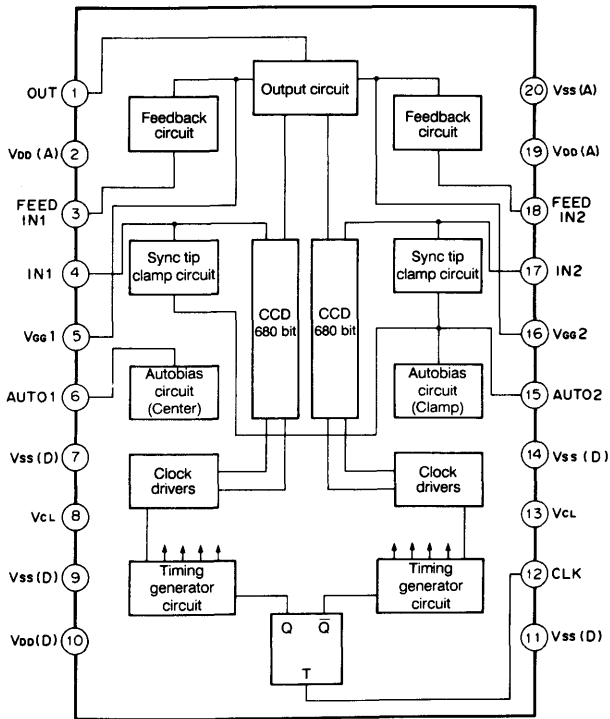 OUT
1
VDD (A)
2
FEED
IN1
3
IN1
4
VGG1
5
AUTO1
6
VSS(D)
7
VCL
8
VSS(D)
9
VDD(D)
10
Output circuit
Feedback
circuit
Feedback
circuit
Sync tip
clamp circuit
Sync tip
clamp circuit
CCD
680 bit
CCD
680 bit
Autobias
circuit
(Center)
Autobias
circuit
(Clamp)
Clock
drivers
Clock
drivers
Timing
generator
circuit
Timing
generator
circuit
Q
Q̅
T
20
VSS(A)
19
VDD(A)
18
FEED
IN2
17
IN2
16
VGG2
15
AUTO2
14
VSS(D)
13
VCL
12
CLK
11
VSS(D)